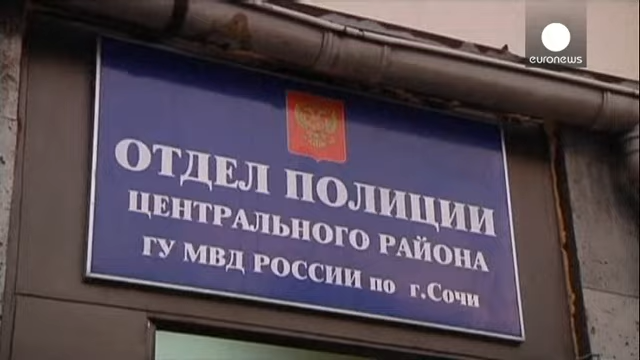 euronews
ОТДЕЛ ПОЛИЦИИ
ЦЕНТРАЛЬНОГО РАЙОНА
ГУ МВД РОССИИ по г.Сочи